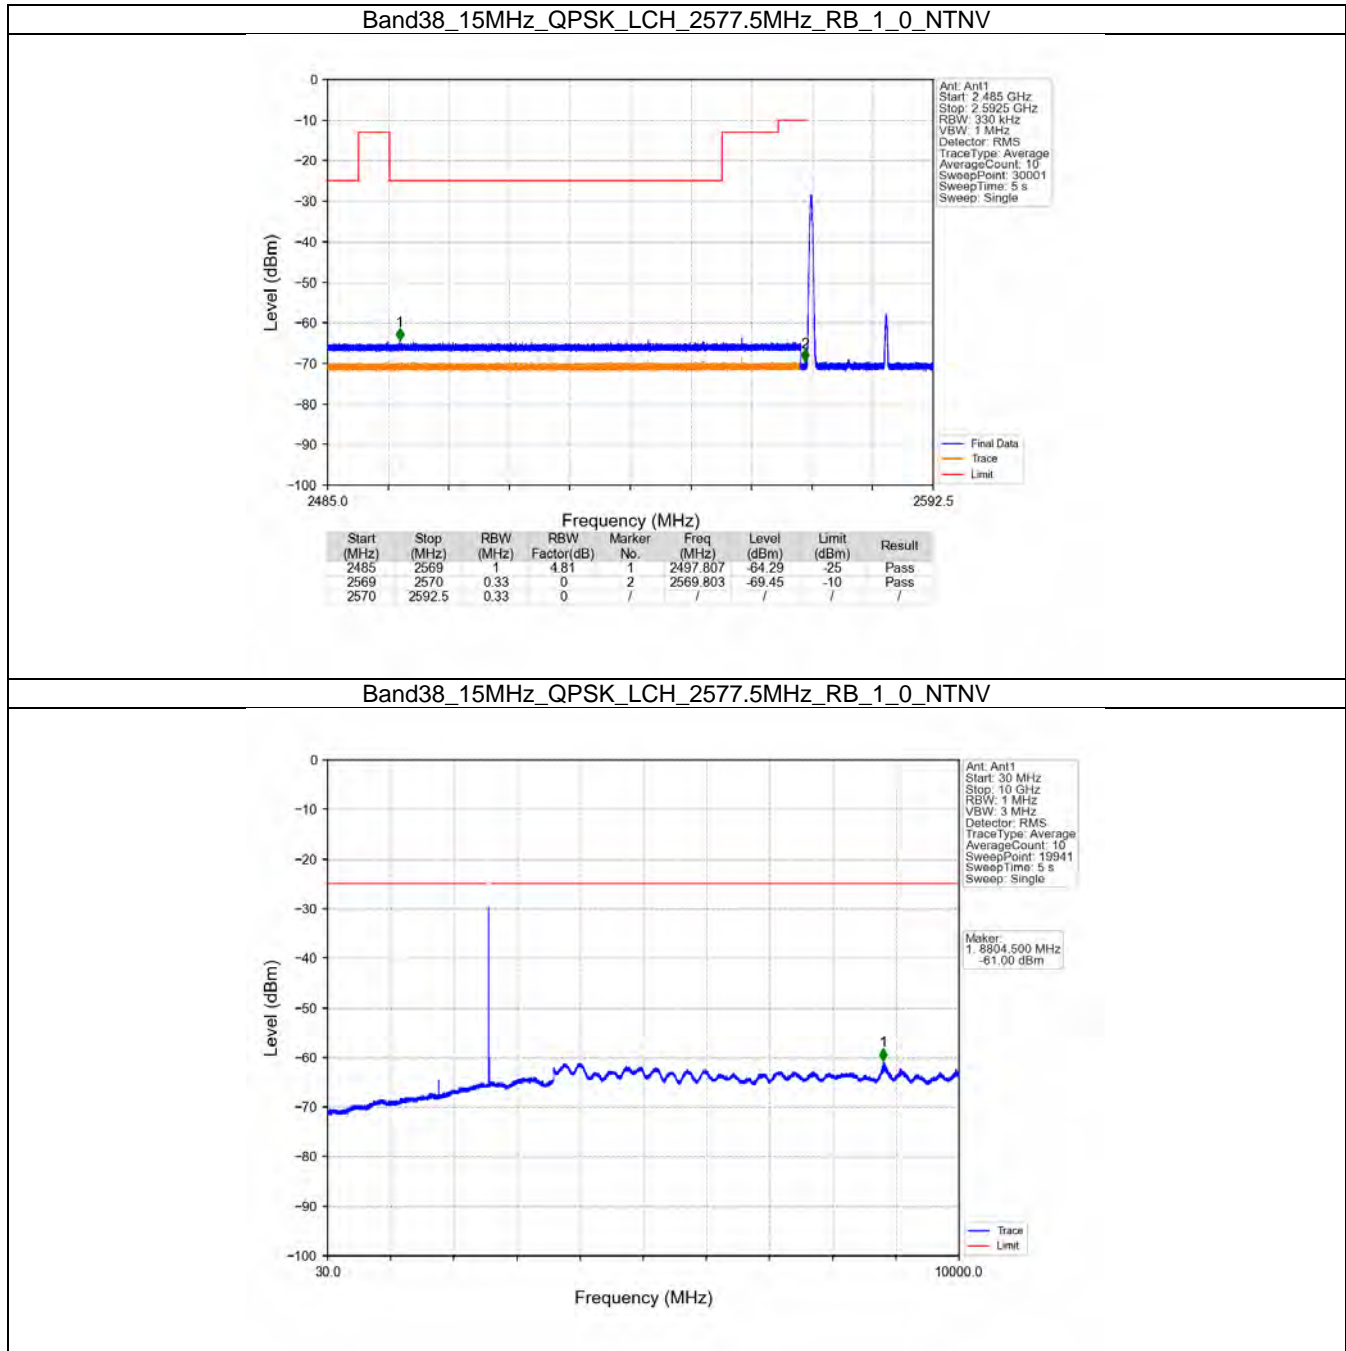 Band38_15MHz_QPSK_LCH_2577.5MHz_RB_1_0_NTNV
Ant: Ant1
Start: 2.485 GHz
Stop: 2.5925 GHz
RBW: 330 kHz
VBW: 1 MHz
Detector: RMS
TraceType: Average
AverageCount: 10
SweepPoint: 30001
SweepTime: 5 s
Sweep: Single
0
−10
−20
−30
−40
−50
−60
−70
−80
−90
−100
Level (dBm)
1
2
Final Data
Trace
Limit
2485.0 2592.5
Frequency (MHz)
Start (MHz) Stop (MHz) RBW (MHz) RBW Factor(dB) Marker No. Freq (MHz) Level (dBm) Limit (dBm) Result
2485 2569 1 4.81 1 2497.807 -64.29 -25 Pass
2569 2570 0.33 0 2 2569.803 -69.45 -10 Pass
2570 2592.5 0.33 0 / / / / /
Band38_15MHz_QPSK_LCH_2577.5MHz_RB_1_0_NTNV
Ant: Ant1
Start: 30 MHz
Stop: 10 GHz
RBW: 1 MHz
VBW: 3 MHz
Detector: RMS
TraceType: Average
AverageCount: 10
SweepPoint: 19941
SweepTime: 5 s
Sweep: Single
Maker:
1. 8804.500 MHz
-61.00 dBm
0
−10
−20
−30
−40
−50
−60
−70
−80
−90
−100
Level (dBm)
1
Trace
Limit
30.0 10000.0
Frequency (MHz)